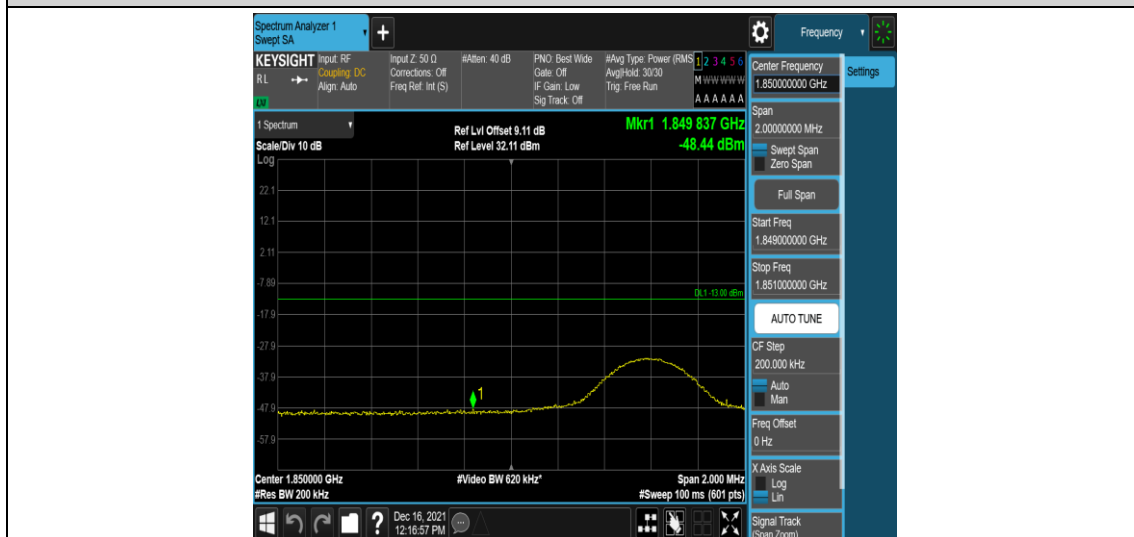 Spectrum Analyzer 1
Swept SA
Frequency
KEYSIGHT
RL
LXI
Input: RF
Coupling: DC
Align: Auto
Input Z: 50 Ω
Corrections: Off
Freq Ref: Int (S)
#Atten: 40 dB
PNO: Best Wide
Gate: Off
IF Gain: Low
Sig Track: Off
#Avg Type: Power (RMS
Avg|Hold: 30/30
Trig: Free Run
1 2 3 4 5 6
M W W W W W
A A A A A A
Center Frequency
1.850000000 GHz
Settings
Span
2.00000000 MHz
Swept Span
Zero Span
Full Span
Start Freq
1.849000000 GHz
Stop Freq
1.851000000 GHz
AUTO TUNE
CF Step
200.000 kHz
Auto
Man
Freq Offset
0 Hz
X Axis Scale
Log
Lin
Signal Track
(Span Zoom)
1 Spectrum
Scale/Div 10 dB
Log
Ref Lvl Offset 9.11 dB
Ref Level 32.11 dBm
Mkr1 1.849 837 GHz
-48.44 dBm
22.1
12.1
2.11
-7.89
DL1 -13.00 dBm
-17.9
-27.9
-37.9
1
-47.9
-57.9
Center 1.850000 GHz
#Res BW 200 kHz
#Video BW 620 kHz*
Span 2.000 MHz
#Sweep 100 ms (601 pts)
?
Dec 16, 2021
12:16:57 PM